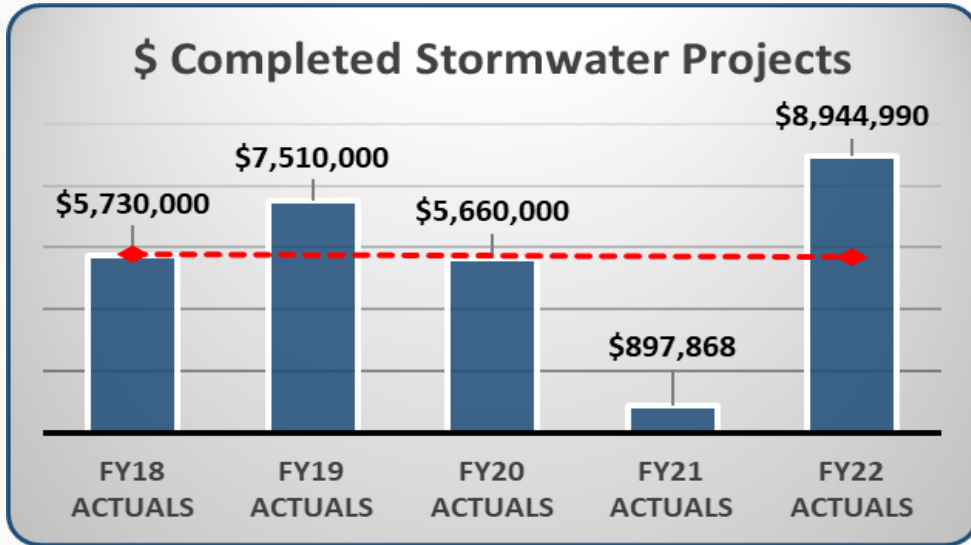 $ Completed Stormwater Projects
$8,944,990
$7,510,000
$5,730,000
$5,660,000
$897,868
FY18 FY19 FY20 FY21 FY22
ACTUALS ACTUALS ACTUALS ACTUALS ACTUALS